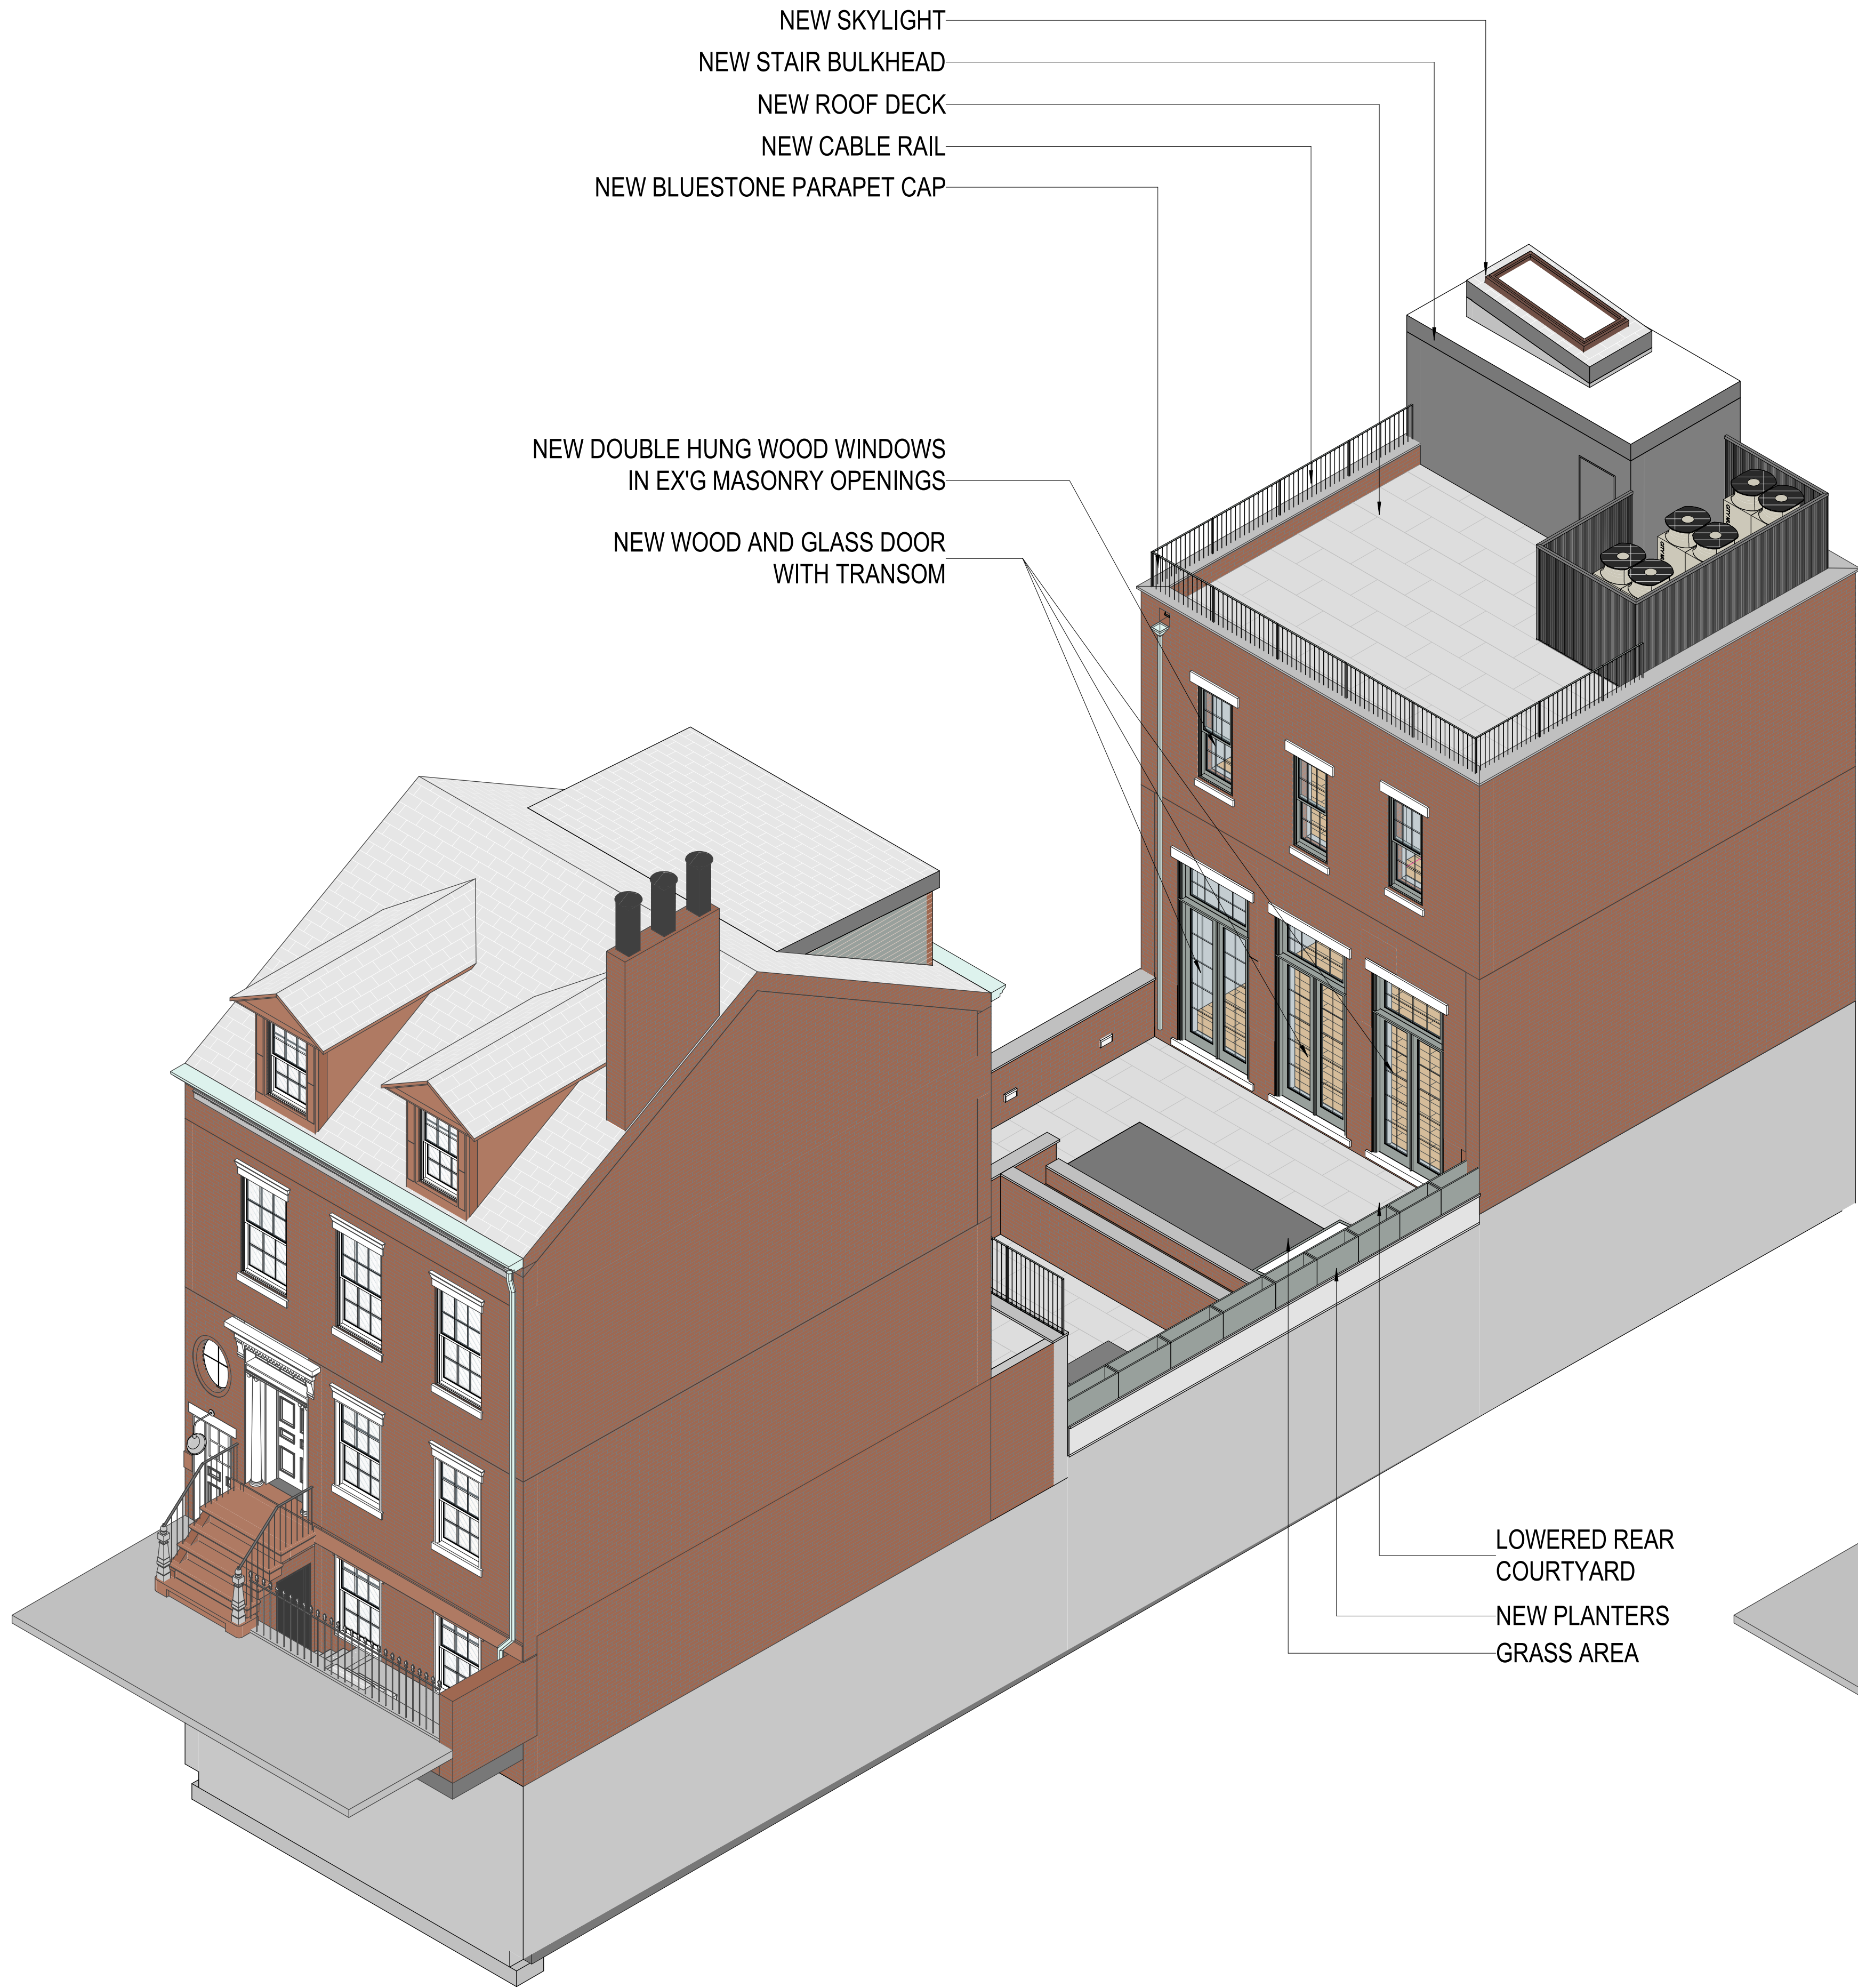 NEW SKYLIGHT
NEW STAIR BULKHEAD
NEW ROOF DECK
NEW CABLE RAIL
NEW BLUESTONE PARAPET CAP
NEW DOUBLE HUNG WOOD WINDOWS
IN EX'G MASONRY OPENINGS
NEW WOOD AND GLASS DOOR
WITH TRANSOM
LOWERED REAR
COURTYARD
NEW PLANTERS
GRASS AREA